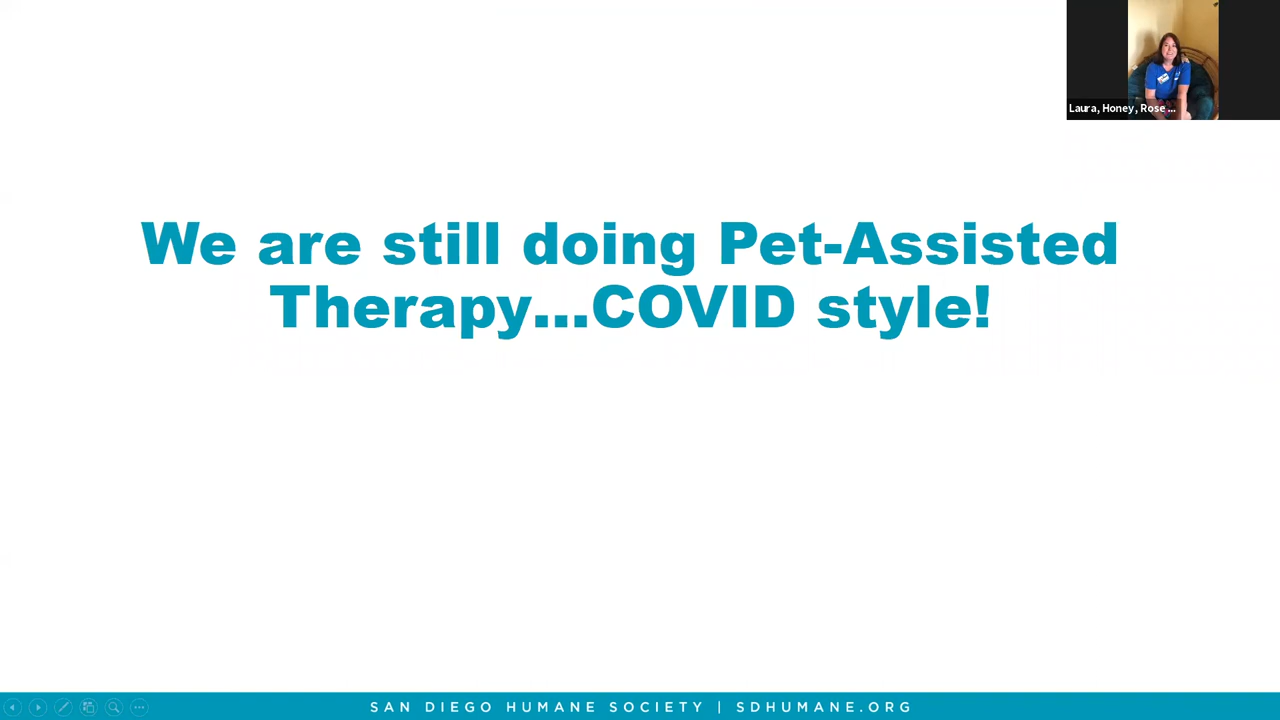 Laura, Honey, Rose ...
We are still doing Pet-Assisted
Therapy...COVID style!
SAN DIEGO HUMANE SOCIETY | SDHUMANE.ORG